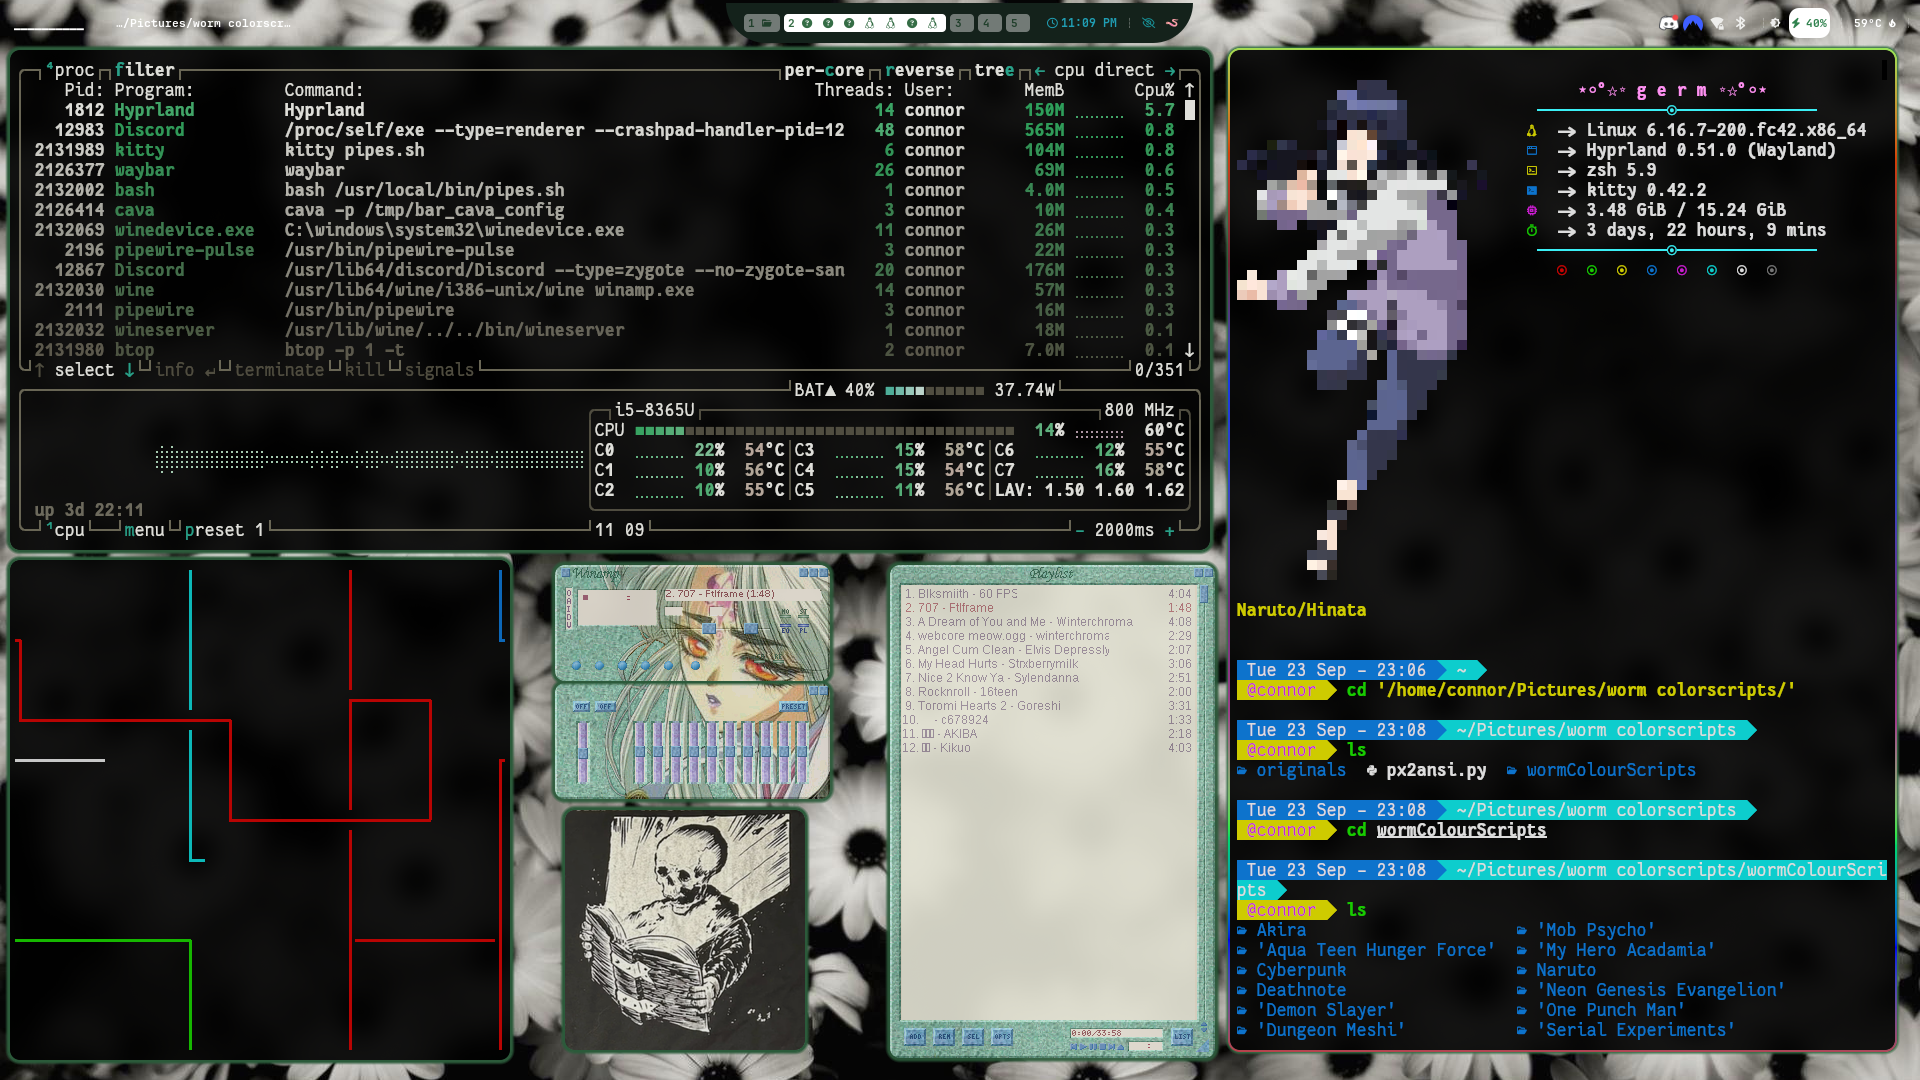 …/Pictures/worm colorscr…
1
2
3
4
5
11:09 PM
40%
59°C
4proc filter per-core reverse tree ← cpu direct →
Pid: Program: Command: Threads: User: MemB Cpu% ↑
1812 Hyprland Hyprland 14 connor 150M 5.7
12983 Discord /proc/self/exe --type=renderer --crashpad-handler-pid=12 48 connor 565M 0.8
2131989 kitty kitty pipes.sh 6 connor 104M 0.8
2126377 waybar waybar 26 connor 69M 0.6
2132002 bash bash /usr/local/bin/pipes.sh 1 connor 4.0M 0.5
2126414 cava cava -p /tmp/bar_cava_config 3 connor 10M 0.4
2132069 winedevice.exe C:\windows\system32\winedevice.exe 11 connor 26M 0.3
2196 pipewire-pulse /usr/bin/pipewire-pulse 3 connor 22M 0.3
12867 Discord /usr/lib64/discord/Discord --type=zygote --no-zygote-san 20 connor 176M 0.3
2132030 wine /usr/lib64/wine/i386-unix/wine winamp.exe 14 connor 57M 0.3
2111 pipewire /usr/bin/pipewire 3 connor 16M 0.3
2132032 wineserver /usr/lib/wine/../../bin/wineserver 1 connor 18M 0.1
2131980 btop btop -p 1 -t 2 connor 7.0M 0.1 ↓
↑ select ↓ info ↵ terminate kill signals 0/351
BAT▲ 40% 37.74W
i5-8365U 800 MHz
CPU 14% 60°C
C0 22% 54°C C3 15% 58°C C6 12% 55°C
C1 10% 56°C C4 15% 54°C C7 16% 58°C
C2 10% 55°C C5 11% 56°C LAV: 1.50 1.60 1.62
up 3d 22:11
1cpu menu preset 1 11 09 - 2000ms +
Winamp
2. 707 - Ftlframe (1:48)
OFF OFF PRESET
Playlist
1. Blksmiith - 60 FPS 4:04
2. 707 - Ftlframe 1:48
3. A Dream of You and Me - Winterchroma 4:08
4. webcore meow.ogg - winterchroma 2:29
5. Angel Cum Clean - Elvis Depressly 2:07
6. My Head Hurts - Strxberrymilk 3:06
7. Nice 2 Know Ya - Sylendanna 2:51
8. Rocknroll - 16teen 2:00
9. Toromi Hearts 2 - Goreshi 3:31
10. - c678924 1:33
11. ▯▯▯ - AKIBA 2:18
12. ▯▯ - Kikuo 4:03
ADD REM SEL OPTS 0:00/33:58 LIST
⋆∘°☆⋆ g e r m ⋆☆°∘⋆
→ Linux 6.16.7-200.fc42.x86_64
→ Hyprland 0.51.0 (Wayland)
→ zsh 5.9
→ kitty 0.42.2
→ 3.48 GiB / 15.24 GiB
→ 3 days, 22 hours, 9 mins
Naruto/Hinata
Tue 23 Sep - 23:06 ~
@connor cd '/home/connor/Pictures/worm colorscripts/'
Tue 23 Sep - 23:08 ~/Pictures/worm colorscripts
@connor ls
originals px2ansi.py wormColourScripts
Tue 23 Sep - 23:08 ~/Pictures/worm colorscripts
@connor cd wormColourScripts
Tue 23 Sep - 23:08 ~/Pictures/worm colorscripts/wormColourScri
pts
@connor ls
Akira 'Mob Psycho'
'Aqua Teen Hunger Force' 'My Hero Acadamia'
Cyberpunk Naruto
Deathnote 'Neon Genesis Evangelion'
'Demon Slayer' 'One Punch Man'
'Dungeon Meshi' 'Serial Experiments'